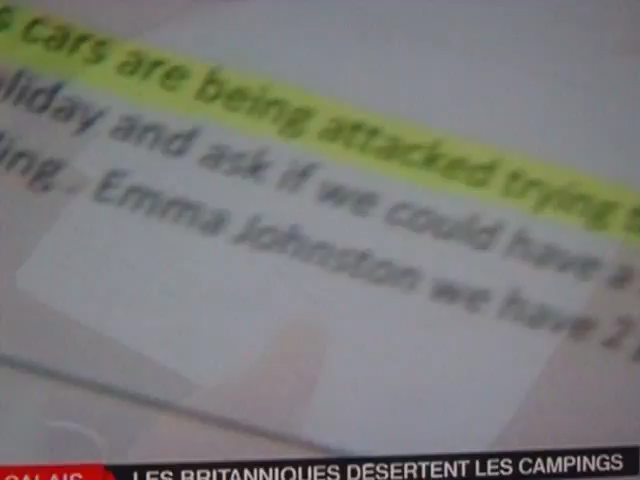 cars are being attacked trying
liday and ask if we could have a
ing. Emma Johnston we have 2
CALAIS
LES BRITANNIQUES DÉSERTENT LES CAMPINGS